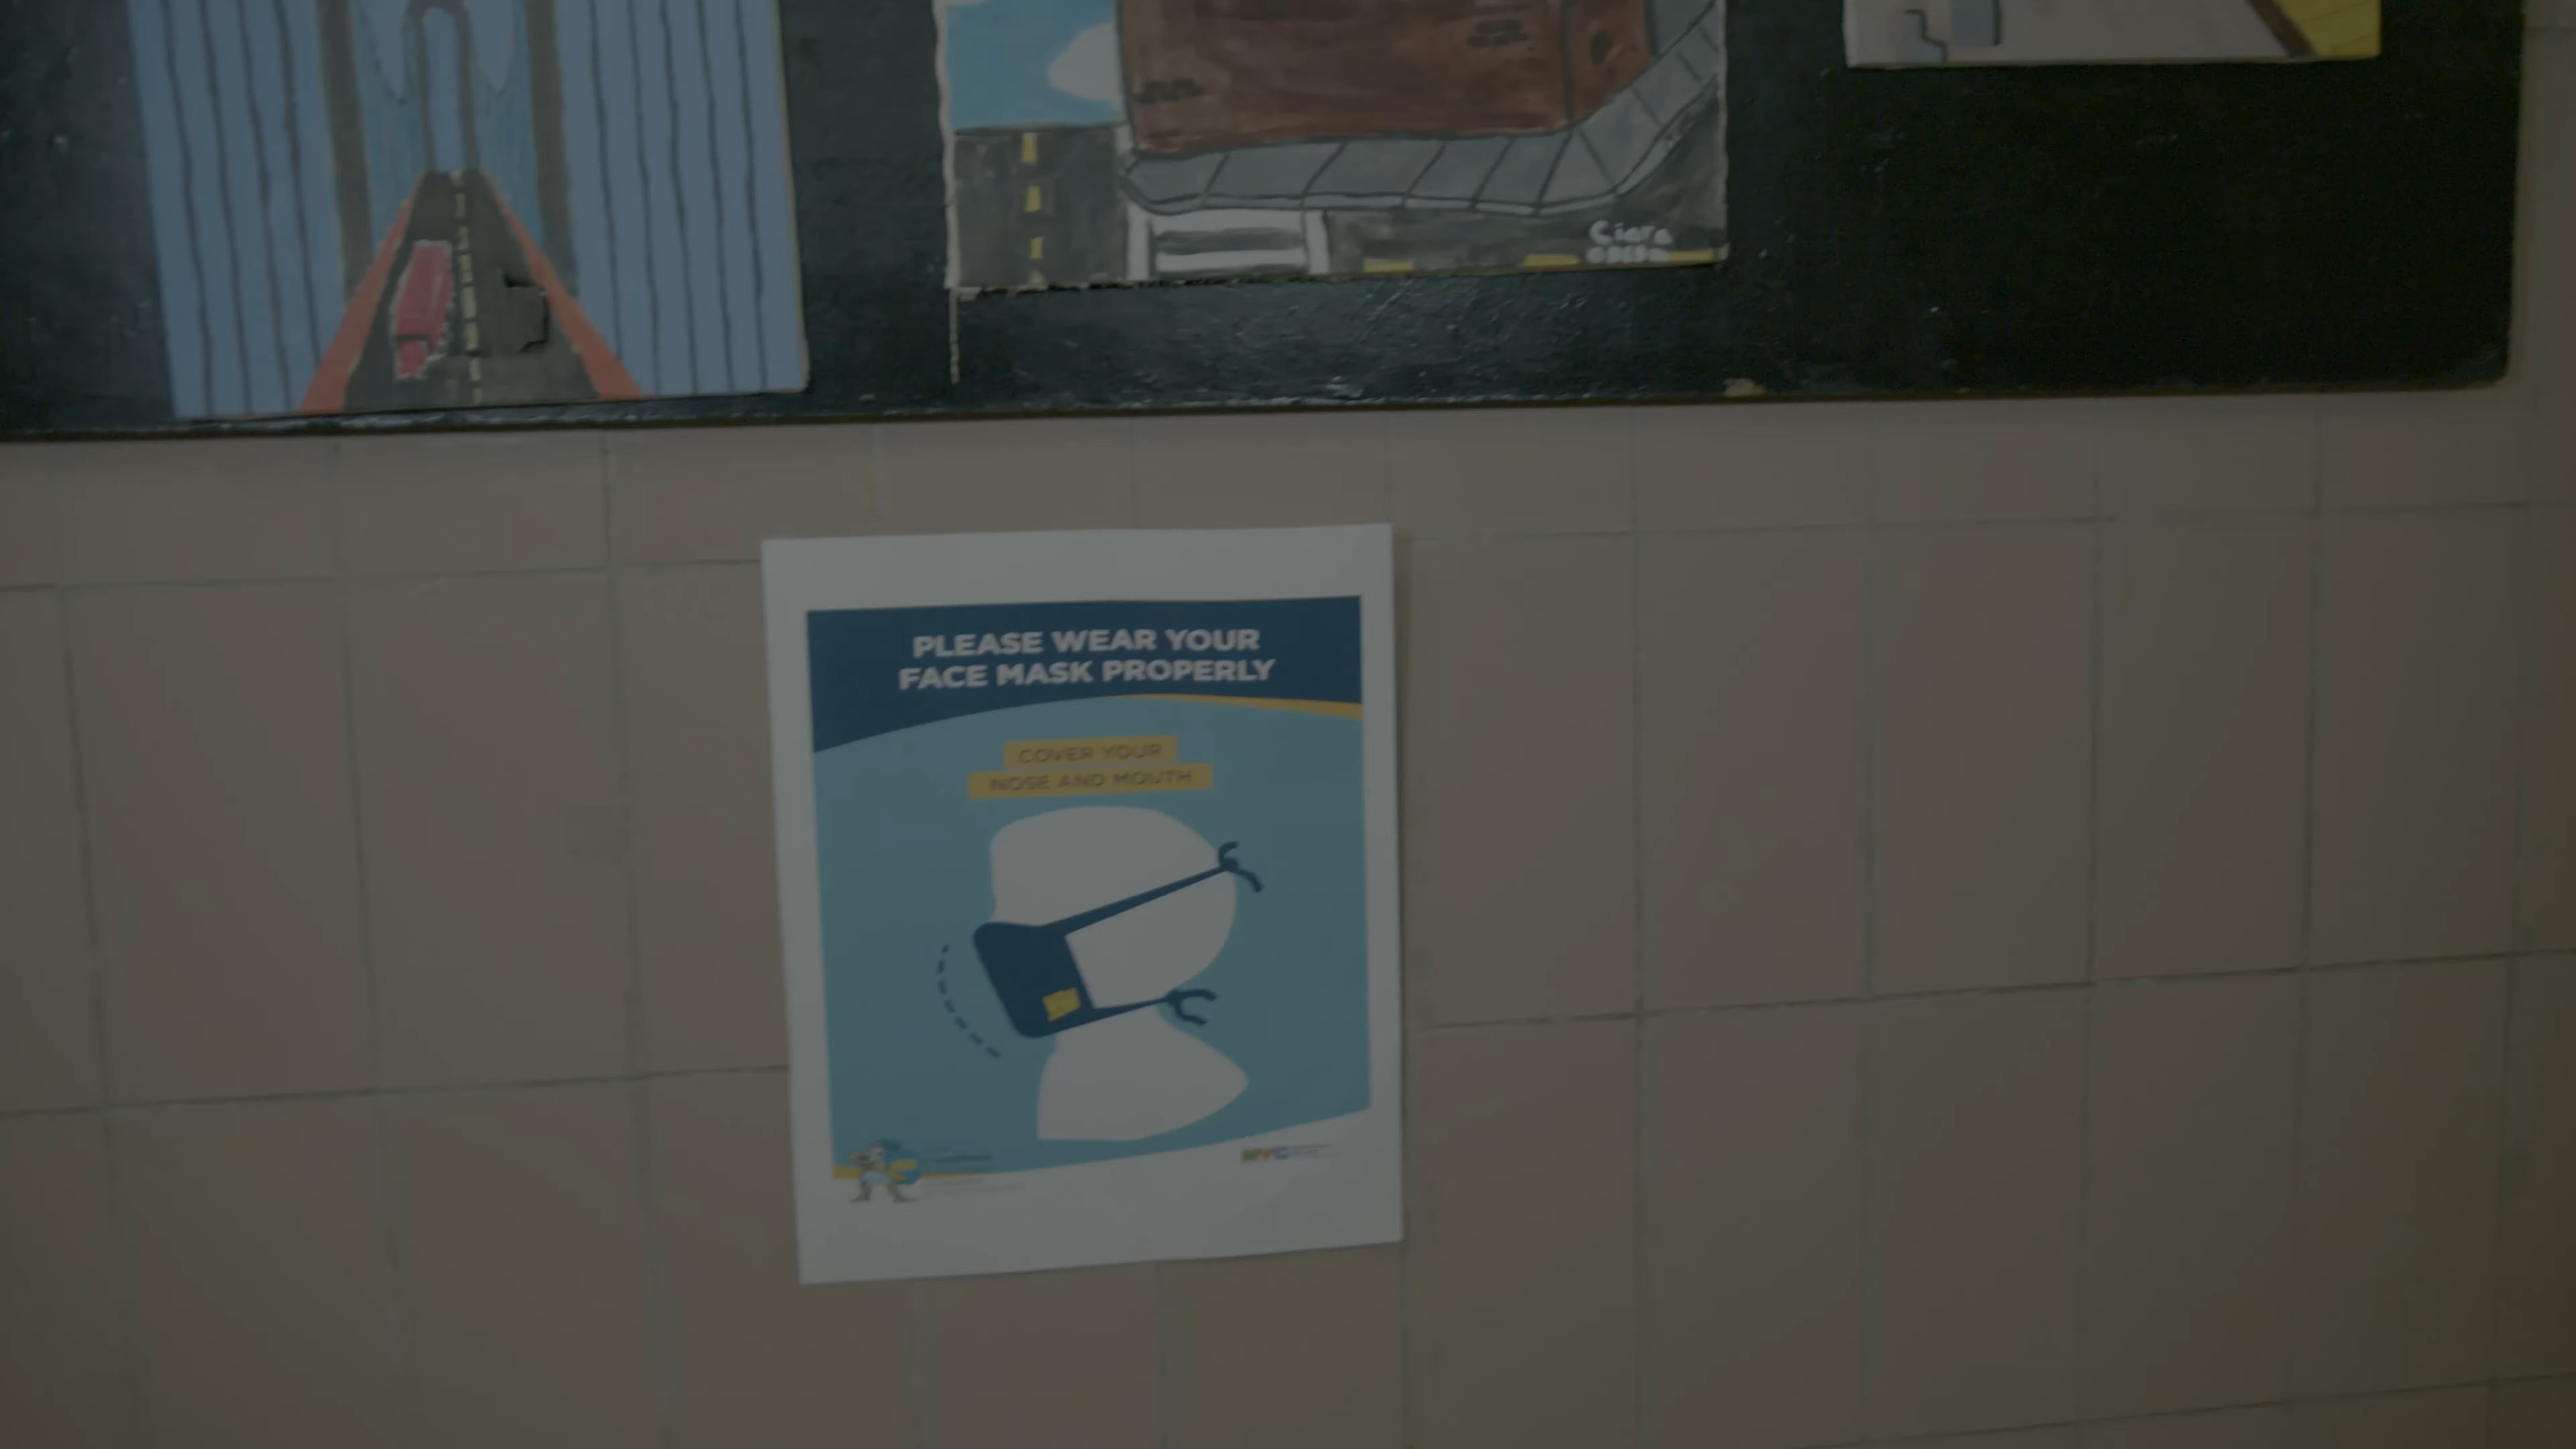 Ciara
PLEASE WEAR YOUR
FACE MASK PROPERLY
COVER YOUR
NOSE AND MOUTH
NYC